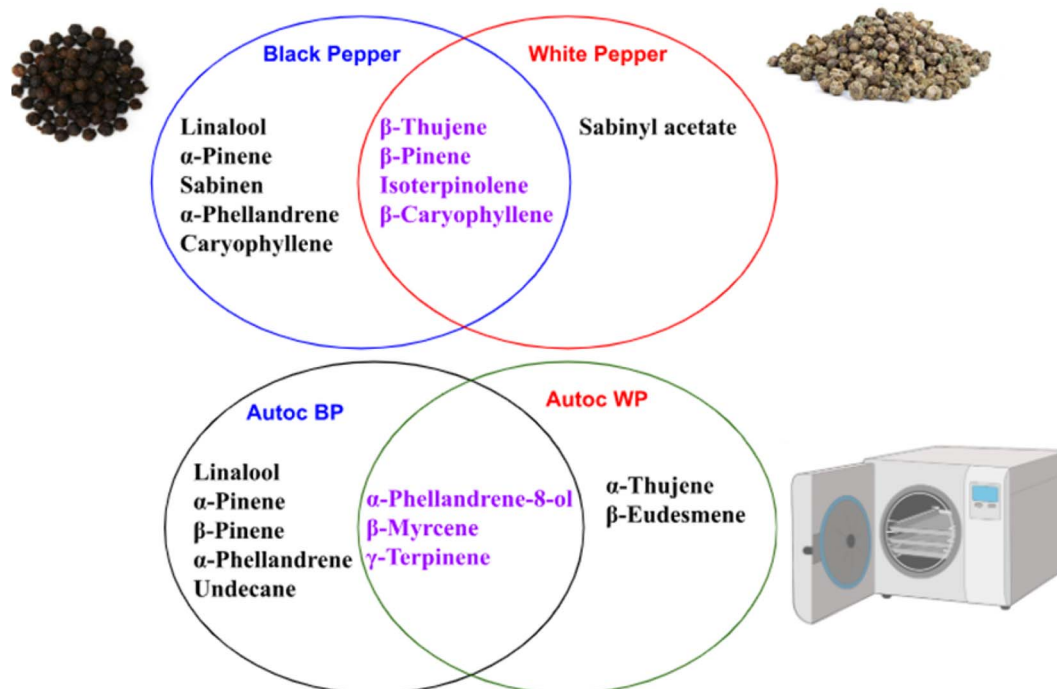 Black Pepper
White Pepper
Linalool
α-Pinene
Sabinen
α-Phellandrene
Caryophyllene
β-Thujene
β-Pinene
Isoterpinolene
β-Caryophyllene
Sabinyl acetate
Autoc BP
Autoc WP
Linalool
α-Pinene
β-Pinene
α-Phellandrene
Undecane
α-Phellandrene-8-ol
β-Myrcene
γ-Terpinene
α-Thujene
β-Eudesmene